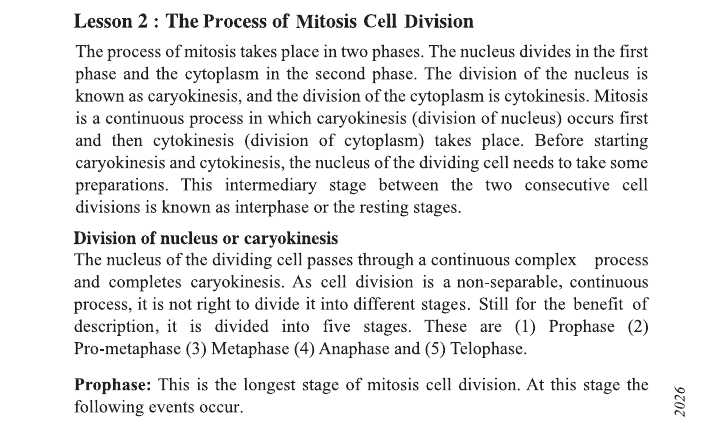 Lesson 2 : The Process of Mitosis Cell Division
The process of mitosis takes place in two phases. The nucleus divides in the first
phase and the cytoplasm in the second phase. The division of the nucleus is
known as caryokinesis, and the division of the cytoplasm is cytokinesis. Mitosis
is a continuous process in which caryokinesis (division of nucleus) occurs first
and then cytokinesis (division of cytoplasm) takes place. Before starting
caryokinesis and cytokinesis, the nucleus of the dividing cell needs to take some
preparations. This intermediary stage between the two consecutive cell
divisions is known as interphase or the resting stages.
Division of nucleus or caryokinesis
The nucleus of the dividing cell passes through a continuous complex process
and completes caryokinesis. As cell division is a non-separable, continuous
process, it is not right to divide it into different stages. Still for the benefit of
description, it is divided into five stages. These are (1) Prophase (2)
Pro-metaphase (3) Metaphase (4) Anaphase and (5) Telophase.
Prophase: This is the longest stage of mitosis cell division. At this stage the
following events occur.
2026